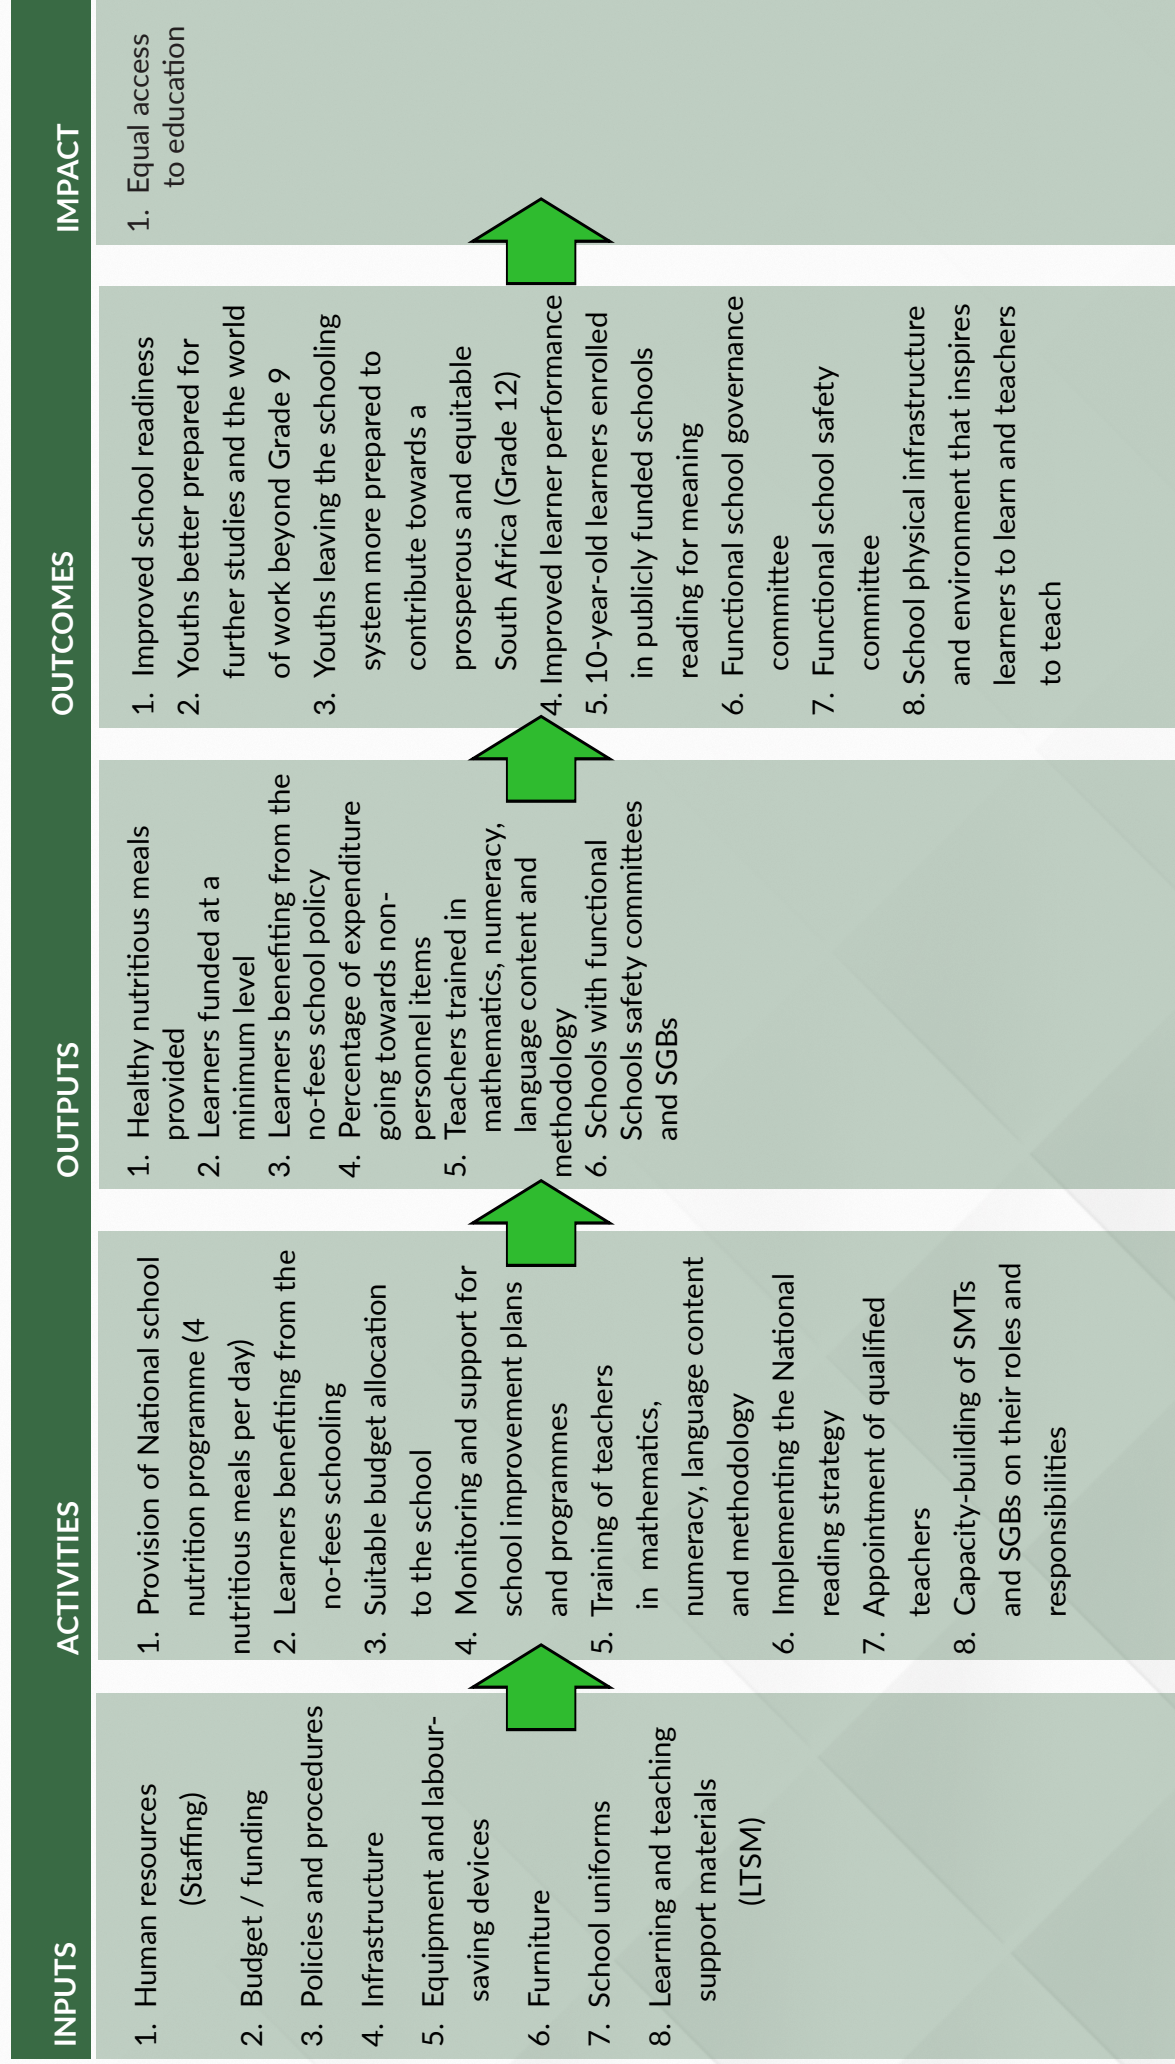 INPUTS
1. Human resources
(Staffing)
2. Budget / funding
3. Policies and procedures
4. Infrastructure
5. Equipment and labour-
saving devices
6. Furniture
7. School uniforms
8. Learning and teaching
support materials
(LTSM)
ACTIVITIES
1. Provision of National school
nutrition programme (4
nutritious meals per day)
2. Learners benefiting from the
no-fees schooling
3. Suitable budget allocation
to the school
4. Monitoring and support for
school improvement plans
and programmes
5. Training of teachers
in mathematics,
numeracy, language content
and methodology
6. Implementing the National
reading strategy
7. Appointment of qualified
teachers
8. Capacity-building of SMTs
and SGBs on their roles and
responsibilities
OUTPUTS
1. Healthy nutritious meals
provided
2. Learners funded at a
minimum level
3. Learners benefiting from the
no-fees school policy
4. Percentage of expenditure
going towards non-
personnel items
5. Teachers trained in
mathematics, numeracy,
language content and
methodology
6. Schools with functional
Schools safety committees
and SGBs
OUTCOMES
1. Improved school readiness
2. Youths better prepared for
further studies and the world
of work beyond Grade 9
3. Youths leaving the schooling
system more prepared to
contribute towards a
prosperous and equitable
South Africa (Grade 12)
4. Improved learner performance
5. 10-year-old learners enrolled
in publicly funded schools
reading for meaning
6. Functional school governance
committee
7. Functional school safety
committee
8. School physical infrastructure
and environment that inspires
learners to learn and teachers
to teach
IMPACT
1. Equal access
to education